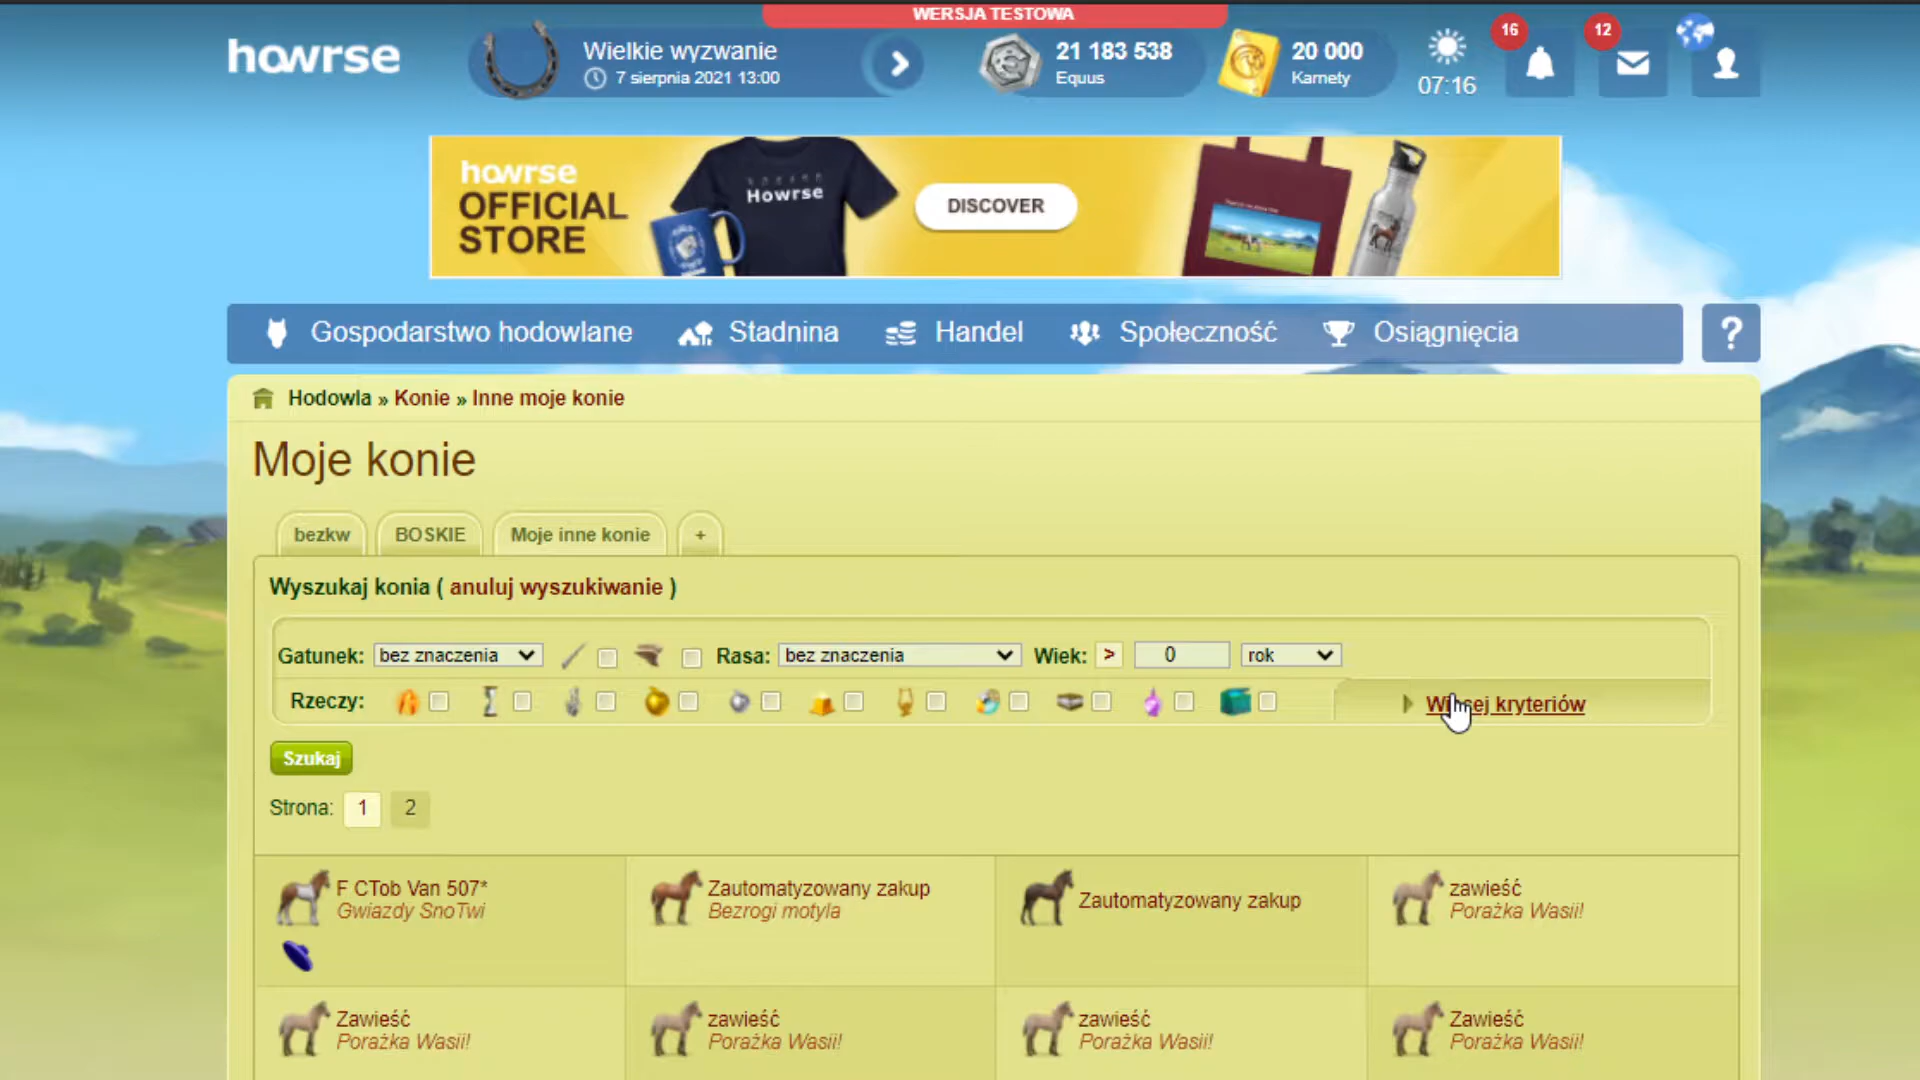 WERSJA TESTOWA
howrse
Wielkie wyzwanie
7 sierpnia 2021 13:00
21 183 538
Equus
20 000
Karnety
07:16
16
12
howrse
OFFICIAL
STORE
Howrse
DISCOVER
Gospodarstwo hodowlane
Stadnina
Handel
Społeczność
Osiągnięcia
?
Hodowla » Konie » Inne moje konie
Moje konie
bezkw
BOSKIE
Moje inne konie
+
Wyszukaj konia ( anuluj wyszukiwanie )
Gatunek: bez znaczenia Rasa: bez znaczenia Wiek: > 0 rok
Rzeczy:
Więcej kryteriów
Szukaj
Strona: 1 2
F CTob Van 507*
Gwiazdy SnoTwi
Zautomatyzowany zakup
Bezrogi motyla
Zautomatyzowany zakup
zawieść
Porażka Wasii!
Zawieść
Porażka Wasii!
zawieść
Porażka Wasii!
zawieść
Porażka Wasii!
Zawieść
Porażka Wasii!